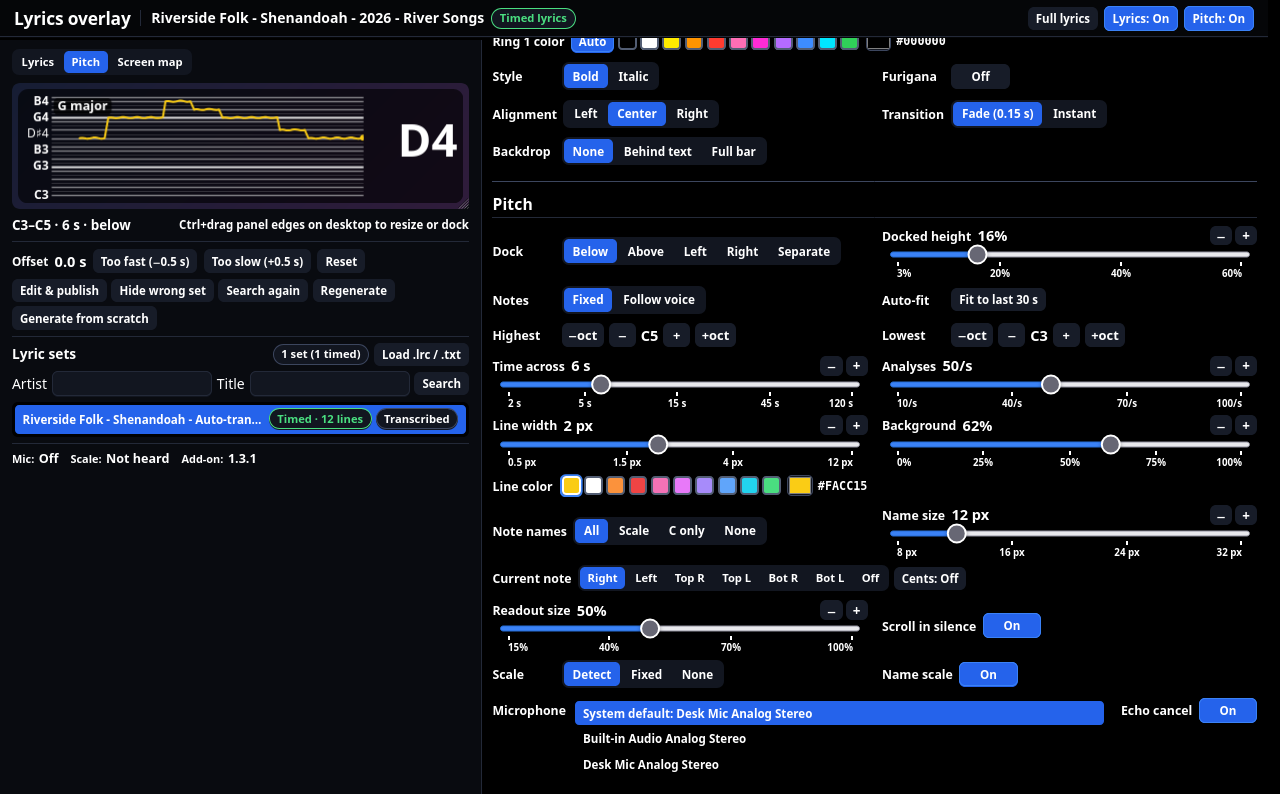 Lyrics overlay
Riverside Folk - Shenandoah - 2026 - River Songs
Timed lyrics
Full lyrics
Lyrics: On
Pitch: On
Lyrics
Pitch
Screen map
B4
G major
G4
D♯4
B3
G3
C3
D4
C3–C5 · 6 s · below
Ctrl+drag panel edges on desktop to resize or dock
Offset 0.0 s
Too fast (−0.5 s)
Too slow (+0.5 s)
Reset
Edit & publish
Hide wrong set
Search again
Regenerate
Generate from scratch
Lyric sets
1 set (1 timed)
Load .lrc / .txt
Artist
Title
Search
Riverside Folk - Shenandoah - Auto-tran...
Timed · 12 lines
Transcribed
Mic: Off Scale: Not heard Add-on: 1.3.1
Ring 1 color
Auto
#000000
Style
Bold
Italic
Furigana
Off
Alignment
Left
Center
Right
Transition
Fade (0.15 s)
Instant
Backdrop
None
Behind text
Full bar
Pitch
Dock
Below
Above
Left
Right
Separate
Docked height 16%
– +
3% 20% 40% 60%
Notes
Fixed
Follow voice
Auto-fit
Fit to last 30 s
Highest
−oct – C5 + +oct
Lowest
−oct – C3 + +oct
Time across 6 s
– +
2 s 5 s 15 s 45 s 120 s
Analyses 50/s
– +
10/s 40/s 70/s 100/s
Line width 2 px
– +
0.5 px 1.5 px 4 px 12 px
Background 62%
– +
0% 25% 50% 75% 100%
Line color
#FACC15
Note names
All
Scale
C only
None
Name size 12 px
– +
8 px 16 px 24 px 32 px
Current note
Right
Left
Top R
Top L
Bot R
Bot L
Off
Cents: Off
Readout size 50%
– +
15% 40% 70% 100%
Scroll in silence
On
Scale
Detect
Fixed
None
Name scale
On
Microphone
System default: Desk Mic Analog Stereo
Built-in Audio Analog Stereo
Desk Mic Analog Stereo
Echo cancel
On